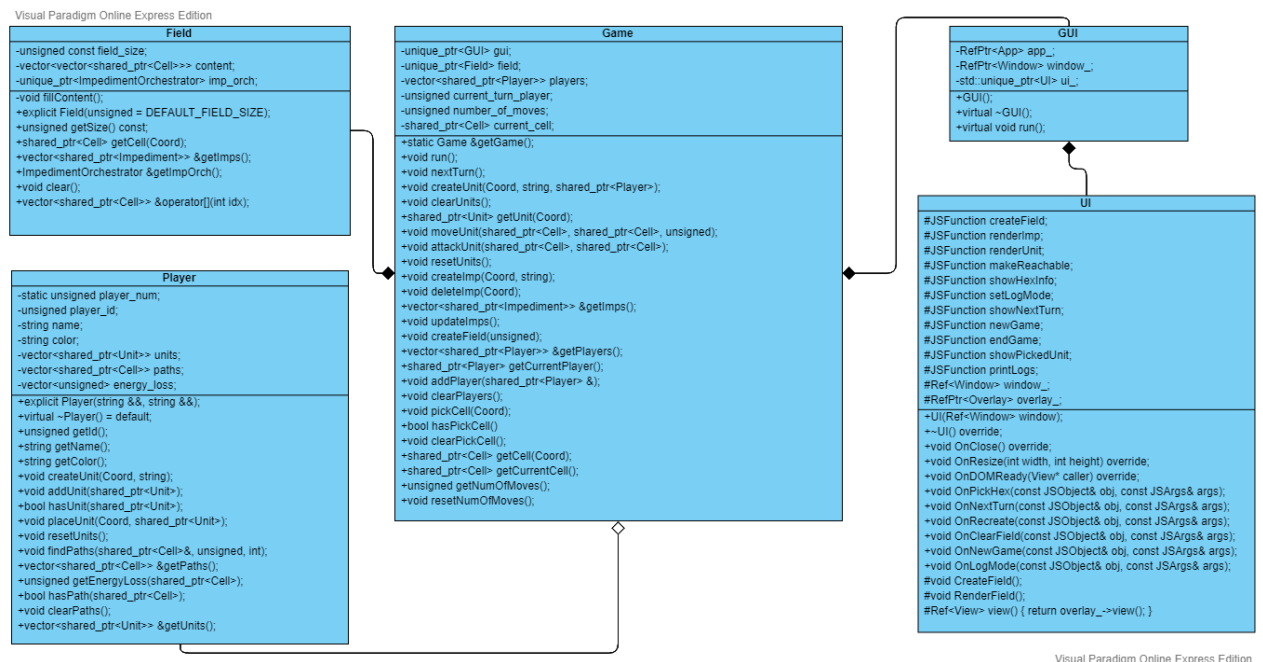 Visual Paradigm Online Express Edition
Field
-unsigned const field_size;
-vector<vector<shared_ptr<Cell>>> content;
-unique_ptr<ImpedimentOrchestrator> imp_orch;
-void fillContent();
+explicit Field(unsigned = DEFAULT_FIELD_SIZE);
+unsigned getSize() const;
+shared_ptr<Cell> getCell(Coord);
+vector<shared_ptr<Impediment>> &getImps();
+ImpedimentOrchestrator &getImpOrch();
+void clear();
+vector<shared_ptr<Cell>> &operator[](int idx);
Player
-static unsigned player_num;
-unsigned player_id;
-string name;
-string color;
-vector<shared_ptr<Unit>> units;
-vector<shared_ptr<Cell>> paths;
-vector<unsigned> energy_loss;
+explicit Player(string &&, string &&);
+virtual ~Player() = default;
+unsigned getId();
+string getName();
+string getColor();
+void createUnit(Coord, string);
+void addUnit(shared_ptr<Unit>);
+bool hasUnit(shared_ptr<Unit>);
+void placeUnit(Coord, shared_ptr<Unit>);
+void resetUnits();
+void findPaths(shared_ptr<Cell>&, unsigned, int);
+vector<shared_ptr<Cell>> &getPaths();
+unsigned getEnergyLoss(shared_ptr<Cell>);
+bool hasPath(shared_ptr<Cell>);
+void clearPaths();
+vector<shared_ptr<Unit>> &getUnits();
Game
-unique_ptr<GUI> gui;
-unique_ptr<Field> field;
-vector<shared_ptr<Player>> players;
-unsigned current_turn_player;
-unsigned number_of_moves;
-shared_ptr<Cell> current_cell;
+static Game &getGame();
+void run();
+void nextTurn();
+void createUnit(Coord, string, shared_ptr<Player>);
+void clearUnits();
+shared_ptr<Unit> getUnit(Coord);
+void moveUnit(shared_ptr<Cell>, shared_ptr<Cell>, unsigned);
+void attackUnit(shared_ptr<Cell>, shared_ptr<Cell>);
+void resetUnits();
+void createImp(Coord, string);
+void deleteImp(Coord);
+vector<shared_ptr<Impediment>> &getImps();
+void updateImps();
+void createField(unsigned);
+vector<shared_ptr<Player>> &getPlayers();
+shared_ptr<Player> getCurrentPlayer();
+void addPlayer(shared_ptr<Player> &);
+void clearPlayers();
+void pickCell(Coord);
+bool hasPickCell()
+void clearPickCell();
+shared_ptr<Cell> getCell(Coord);
+shared_ptr<Cell> getCurrentCell();
+unsigned getNumOfMoves();
+void resetNumOfMoves();
GUI
-RefPtr<App> app_;
-RefPtr<Window> window_;
-std::unique_ptr<UI> ui_;
+GUI();
+virtual ~GUI();
+virtual void run();
UI
#JSFunction createField;
#JSFunction renderImp;
#JSFunction renderUnit;
#JSFunction makeReachable;
#JSFunction showHexInfo;
#JSFunction setLogMode;
#JSFunction showNextTurn;
#JSFunction newGame;
#JSFunction endGame;
#JSFunction showPickedUnit;
#JSFunction printLogs;
#Ref<Window> window_;
#RefPtr<Overlay> overlay_;
+UI(Ref<Window> window);
+~UI() override;
+void OnClose() override;
+void OnResize(int width, int height) override;
+void OnDOMReady(View* caller) override;
+void OnPickHex(const JSObject& obj, const JSArgs& args);
+void OnNextTurn(const JSObject& obj, const JSArgs& args);
+void OnRecreate(const JSObject& obj, const JSArgs& args);
+void OnClearField(const JSObject& obj, const JSArgs& args);
+void OnNewGame(const JSObject& obj, const JSArgs& args);
+void OnLogMode(const JSObject& obj, const JSArgs& args);
#void CreateField();
#void RenderField();
#Ref<View> view() { return overlay_->view(); }
Visual Paradigm Online Express Edition